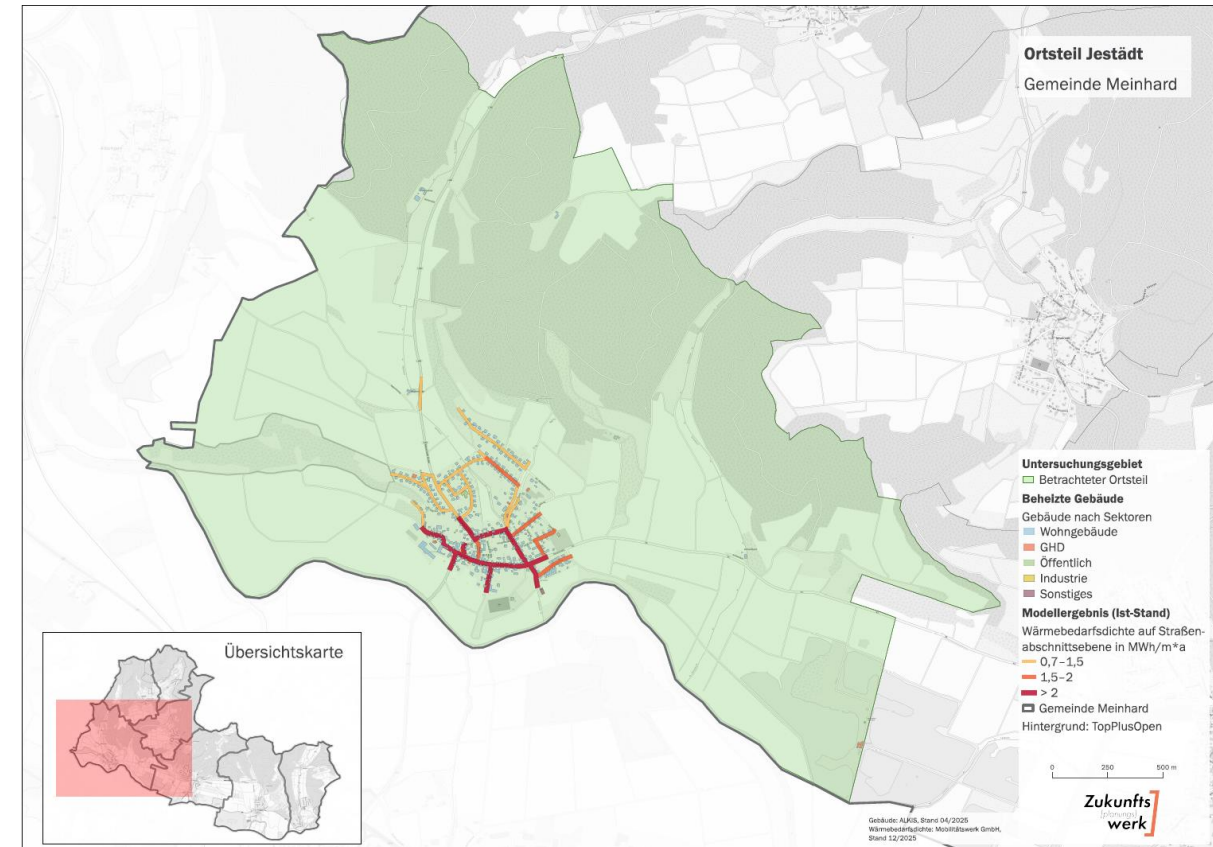 Ortsteil Jestädt
Gemeinde Meinhard
Untersuchungsgebiet
Betrachteter Ortsteil
Beheizte Gebäude
Gebäude nach Sektoren
Wohngebäude
GHD
Öffentlich
Industrie
Sonstiges
Modellergebnis (Ist-Stand)
Wärmebedarfsdichte auf Straßen-
abschnittsebene in MWh/m*a
0,7–1,5
1,5–2
> 2
Gemeinde Meinhard
Hintergrund: TopPlusOpen
0 250 500 m
Übersichtskarte
Gebäude: ALKIS, Stand 04/2025
Wärmebedarfsdichte: Mobilitätswerk GmbH,
Stand 12/2025
Zukunfts
[planungs]
werk